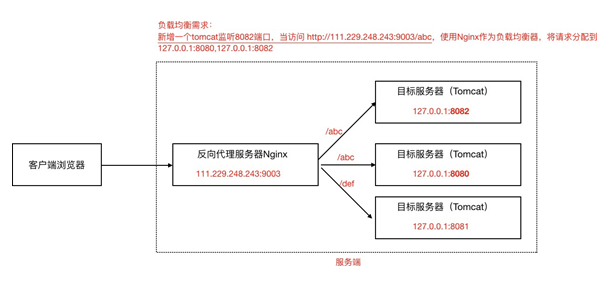 负载均衡需求:
新增一个tomcat监听8082端口，当访问 http://111.229.248.243:9003/abc，使用Nginx作为负载均衡器，将请求分配到
127.0.0.1:8080,127.0.0.1:8082
目标服务器（Tomcat）
127.0.0.1:8082
/abc
客户端浏览器
反向代理服务器Nginx
111.229.248.243:9003
/abc
目标服务器（Tomcat）
127.0.0.1:8080
/def
目标服务器（Tomcat）
127.0.0.1:8081
服务端